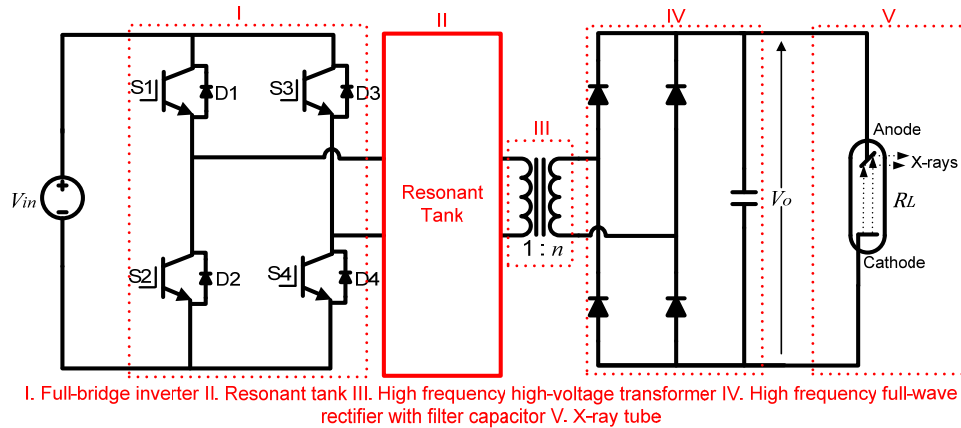 I
II
III
IV
V
S1
D1
S3
D3
S2
D2
S4
D4
Vin
Resonant
Tank
1 : n
Vo
Anode
X-rays
RL
Cathode
I. Full-bridge inverter II. Resonant tank III. High frequency high-voltage transformer IV. High frequency full-wave
rectifier with filter capacitor V. X-ray tube